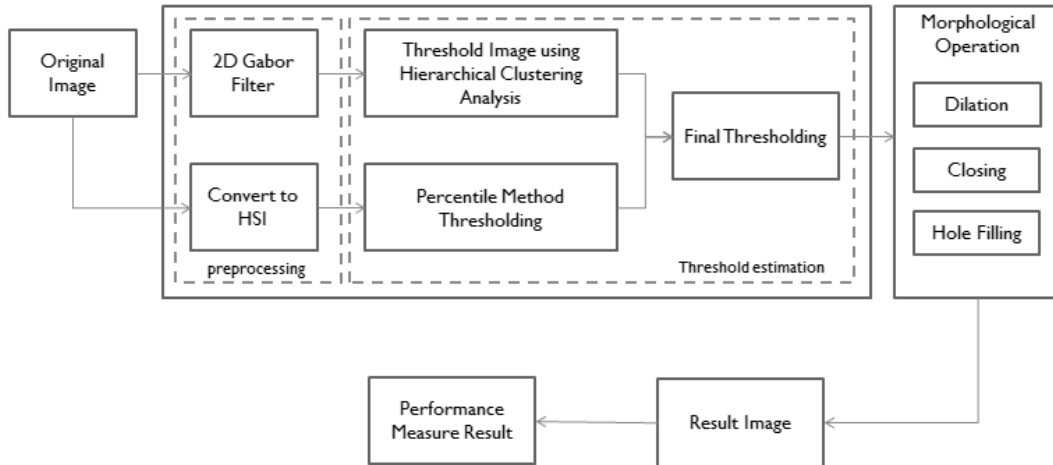 Original
Image
2D Gabor
Filter
Threshold Image using
Hierarchical Clustering
Analysis
Final Thresholding
Convert to
HSI
Percentile Method
Thresholding
preprocessing
Threshold estimation
Morphological
Operation
Dilation
Closing
Hole Filling
Performance
Measure Result
Result Image